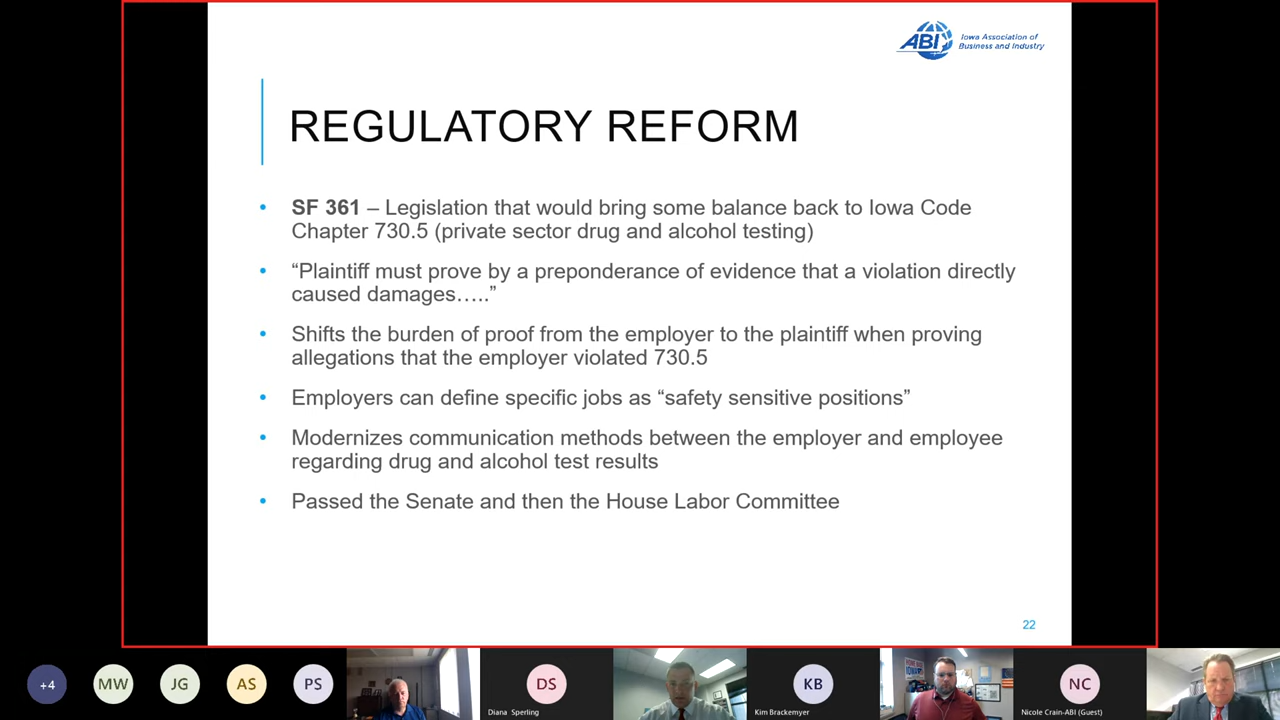 ABI
Iowa Association of
Business and Industry
REGULATORY REFORM
• SF 361 – Legislation that would bring some balance back to Iowa Code
Chapter 730.5 (private sector drug and alcohol testing)
• “Plaintiff must prove by a preponderance of evidence that a violation directly
caused damages…..”
• Shifts the burden of proof from the employer to the plaintiff when proving
allegations that the employer violated 730.5
• Employers can define specific jobs as “safety sensitive positions”
• Modernizes communication methods between the employer and employee
regarding drug and alcohol test results
• Passed the Senate and then the House Labor Committee
22
+4
MW
JG
AS
PS
DS
Diana Sperling
KB
Kim Brackemyer
NC
Nicole Crain-ABI (Guest)